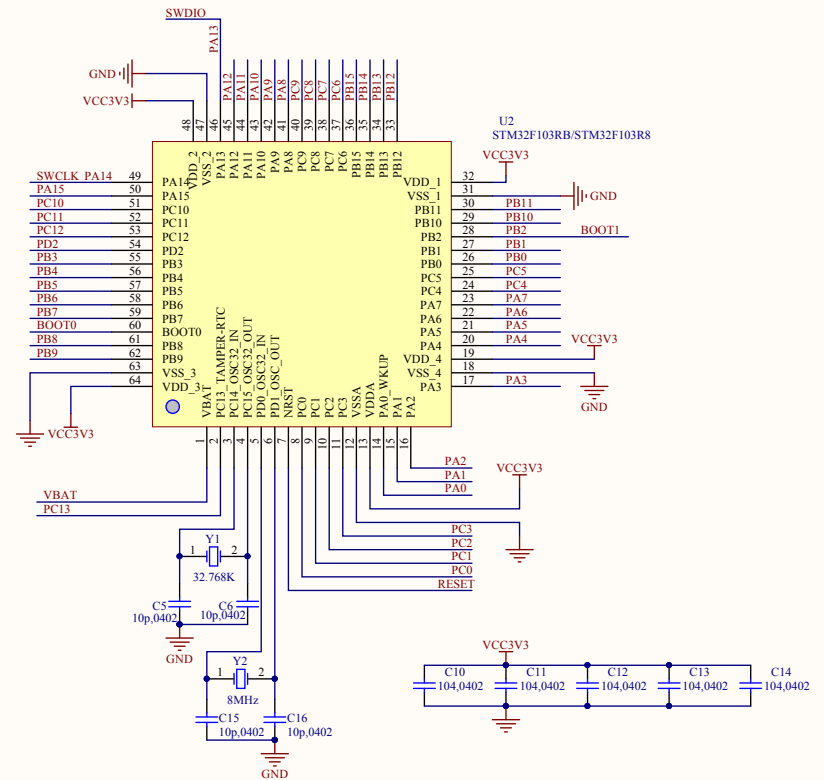 SWDIO
PA13
GND
VCC3V3
PA12
PA11
PA10
PA9
PA8
PC9
PC8
PC7
PC6
PB15
PB14
PB13
PB12
48
47
46
45
44
43
42
41
40
39
38
37
36
35
34
33
U2
STM32F103RB/STM32F103R8
VDD_2
VSS_2
PA13
PA12
PA11
PA10
PA9
PA8
PC9
PC8
PC7
PC6
PB15
PB14
PB13
PB12
SWCLK PA14 49 PA14
PA15 50 PA15
PC10 51 PC10
PC11 52 PC11
PC12 53 PC12
PD2 54 PD2
PB3 55 PB3
PB4 56 PB4
PB5 57 PB5
PB6 58 PB6
PB7 59 PB7
BOOT0 60 BOOT0
PB8 61 PB8
PB9 62 PB9
63 VSS_3
64 VDD_3
VCC3V3
VCC3V3
VDD_1 32
VSS_1 31 GND
PB11 30 PB11
PB10 29 PB10
PB2 28 PB2 BOOT1
PB1 27 PB1
PB0 26 PB0
PC5 25 PC5
PC4 24 PC4
PA7 23 PA7
PA6 22 PA6
PA5 21 PA5
PA4 20 PA4 VCC3V3
VDD_4 19
VSS_4 18
PA3 17 PA3
GND
VBAT
PC13_TAMPER-RTC
PC14_OSC32_IN
PC15_OSC32_OUT
PD0_OSC32_IN
PD1_OSC_OUT
NRST
PC0
PC1
PC2
PC3
VSSA
VDDA
PA0_WKUP
PA1
PA2
1
2
3
4
5
6
7
8
9
10
11
12
13
14
15
16
PA2
PA1
PA0
VCC3V3
VBAT
PC13
PC3
PC2
PC1
PC0
RESET
Y1
1 2
32.768K
C5
10p,0402
C6
10p,0402
GND
Y2
1 2
8MHz
C15
10p,0402
C16
10p,0402
GND
VCC3V3
C10
104,0402
C11
104,0402
C12
104,0402
C13
104,0402
C14
104,0402